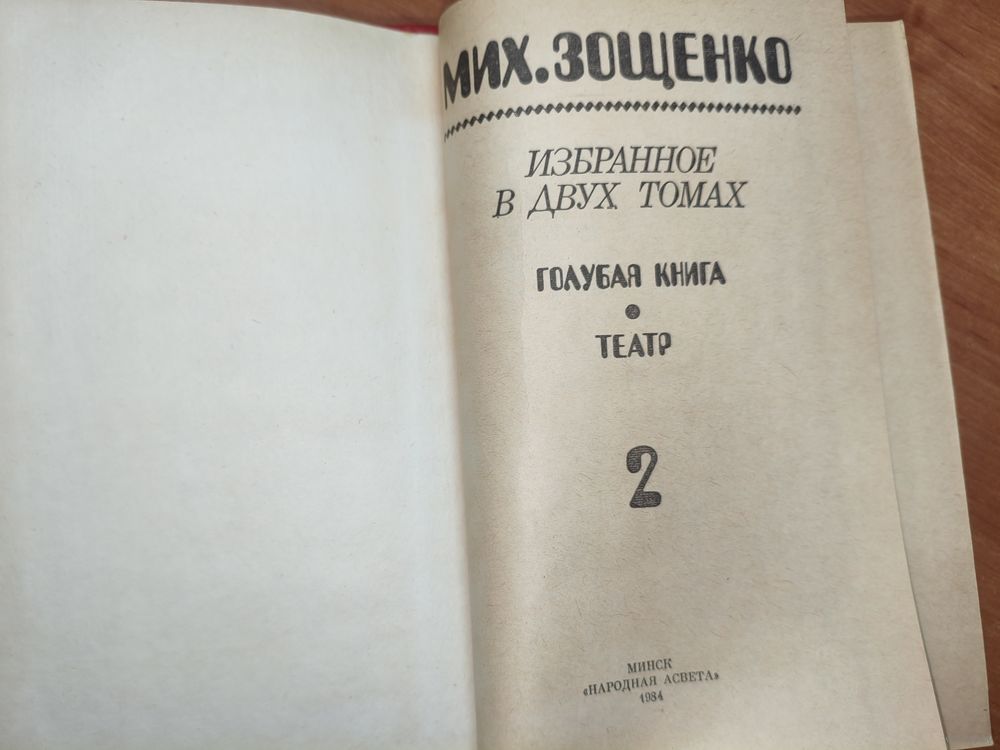 МИХ. ЗОЩЕНКО
ИЗБРАННОЕ
В ДВУХ ТОМАХ
ГОЛУБАЯ КНИГА
•
ТЕАТР
2
МИНСК
«НАРОДНАЯ АСВЕТА»
1984